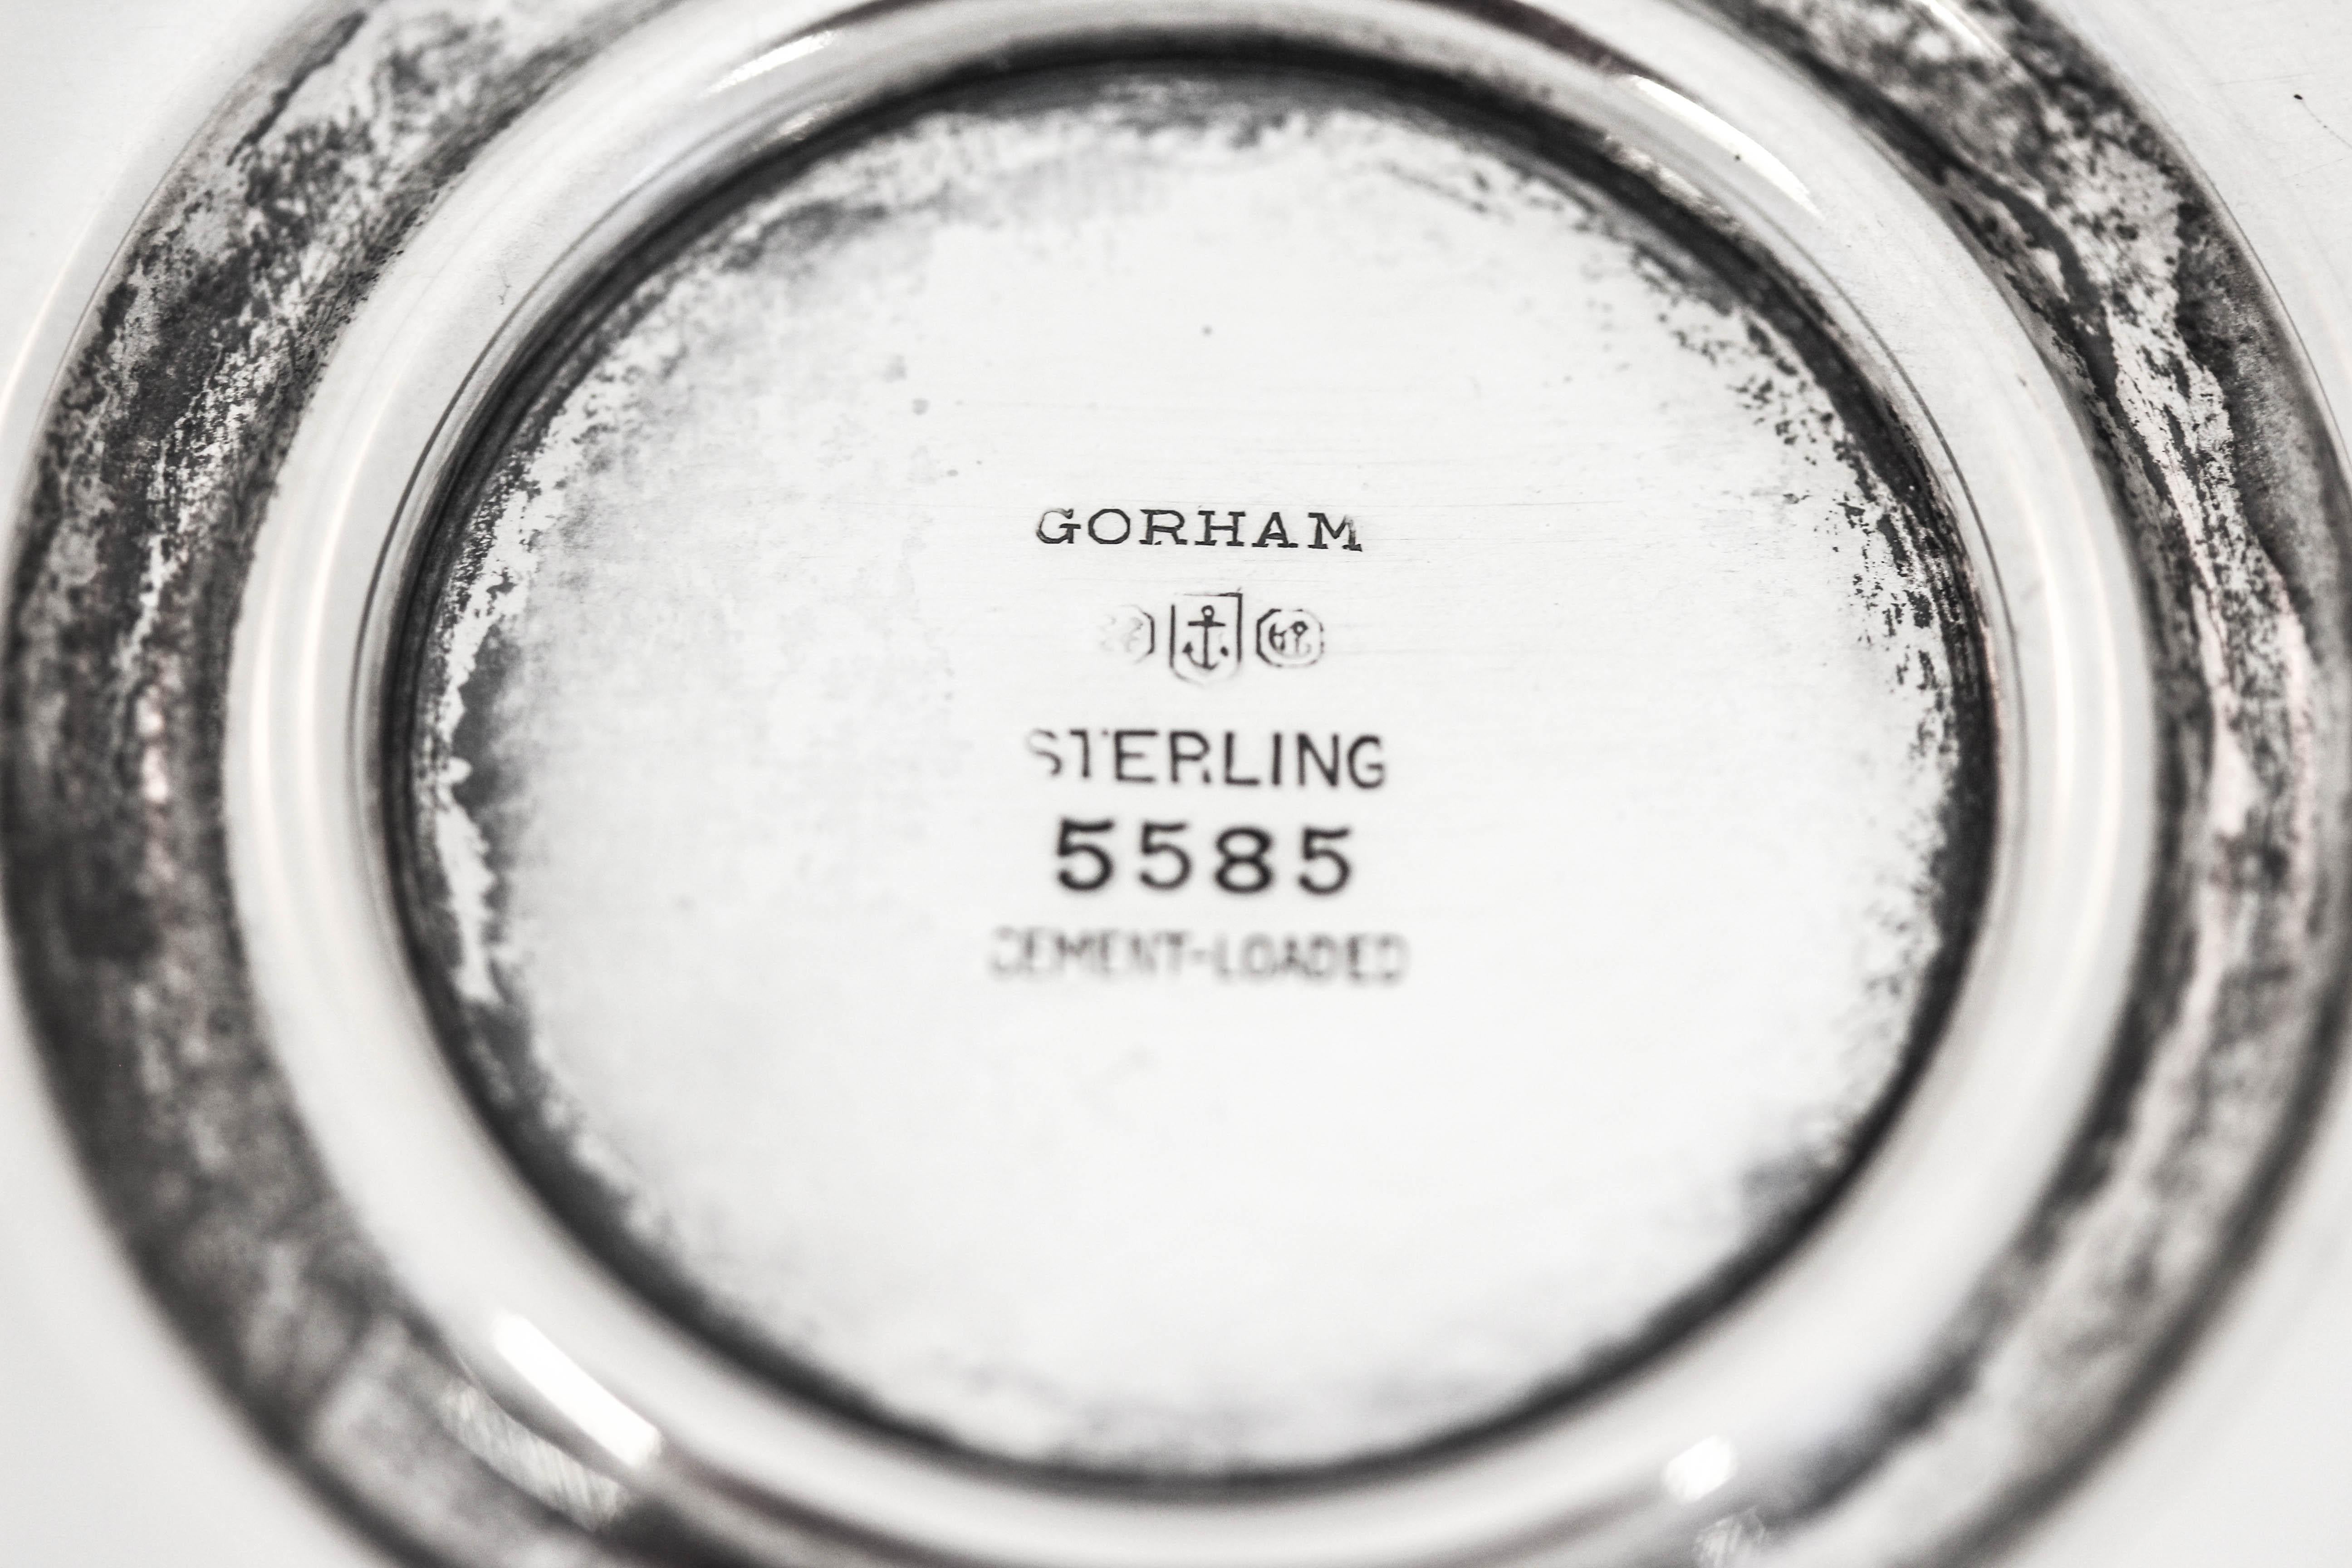 GORHAM
STERLING
5585
CEMENT-LOADED